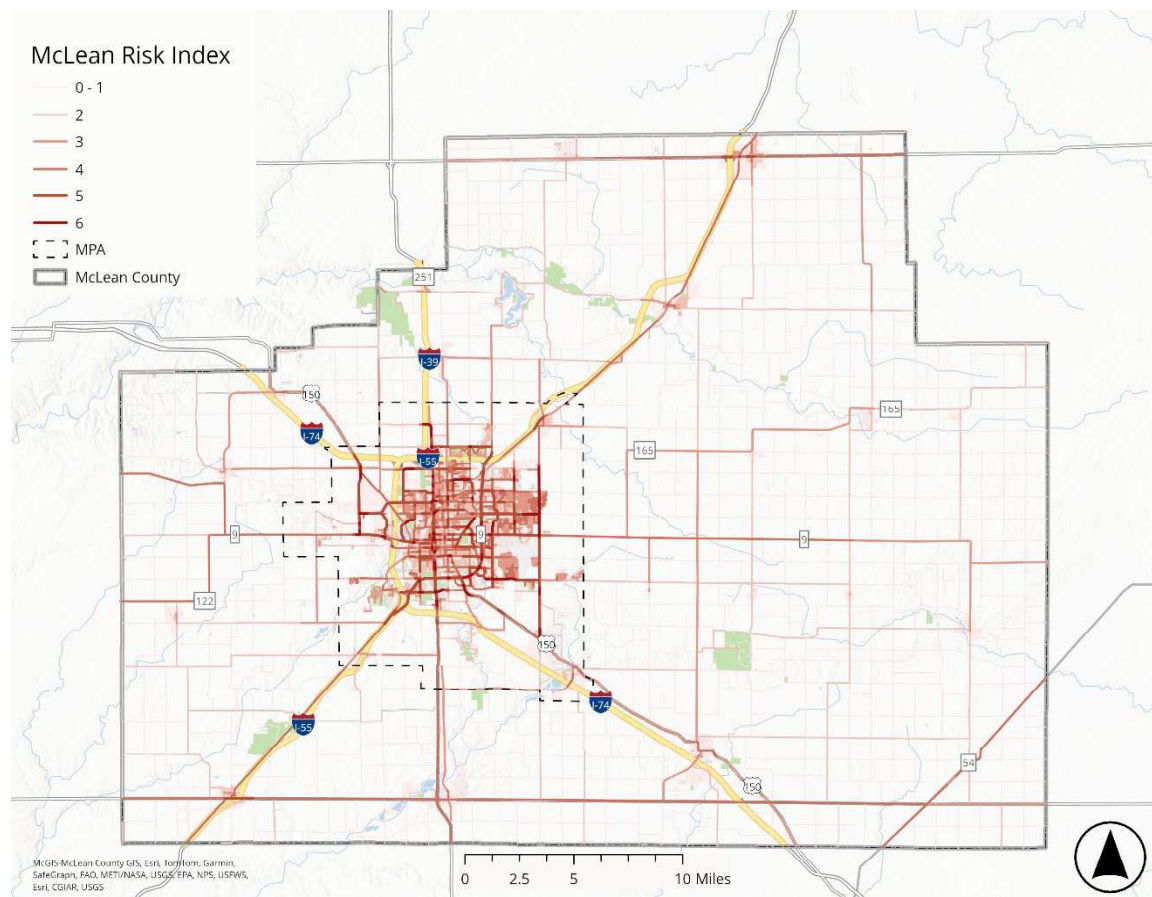 McLean Risk Index
0 - 1
2
3
4
5
6
MPA
McLean County
251
I-39
150
I-74
I-55
165
165
9
9
9
122
150
I-74
I-55
54
150
McGIS-McLean County GIS, Esri, TomTom, Garmin,
SafeGraph, FAO, METI/NASA, USGS, EPA, NPS, USFWS,
Esri, CGIAR, USGS
0 2.5 5 10 Miles